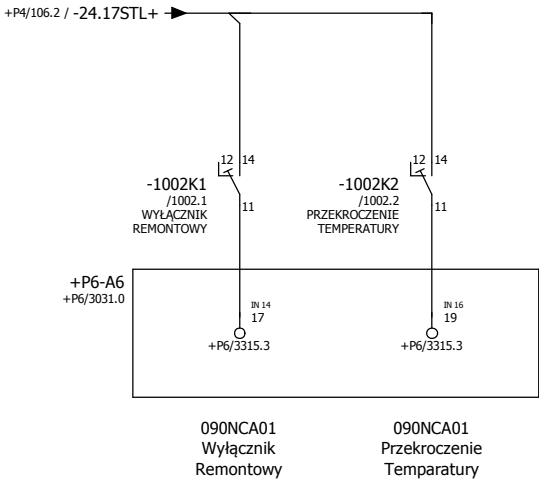 +P4/106.2 / -24.17STL+
12 14
12 14
-1002K1
/1002.1
WYŁĄCZNIK
REMONTOWY
11
-1002K2
/1002.2
PRZEKROCZENIE
TEMPERATURY
11
+P6-A6
+P6/3031.0
IN 14
17
+P6/3315.3
IN 16
19
+P6/3315.3
090NCA01
Wyłącznik
Remontowy
090NCA01
Przekroczenie
Temparatury